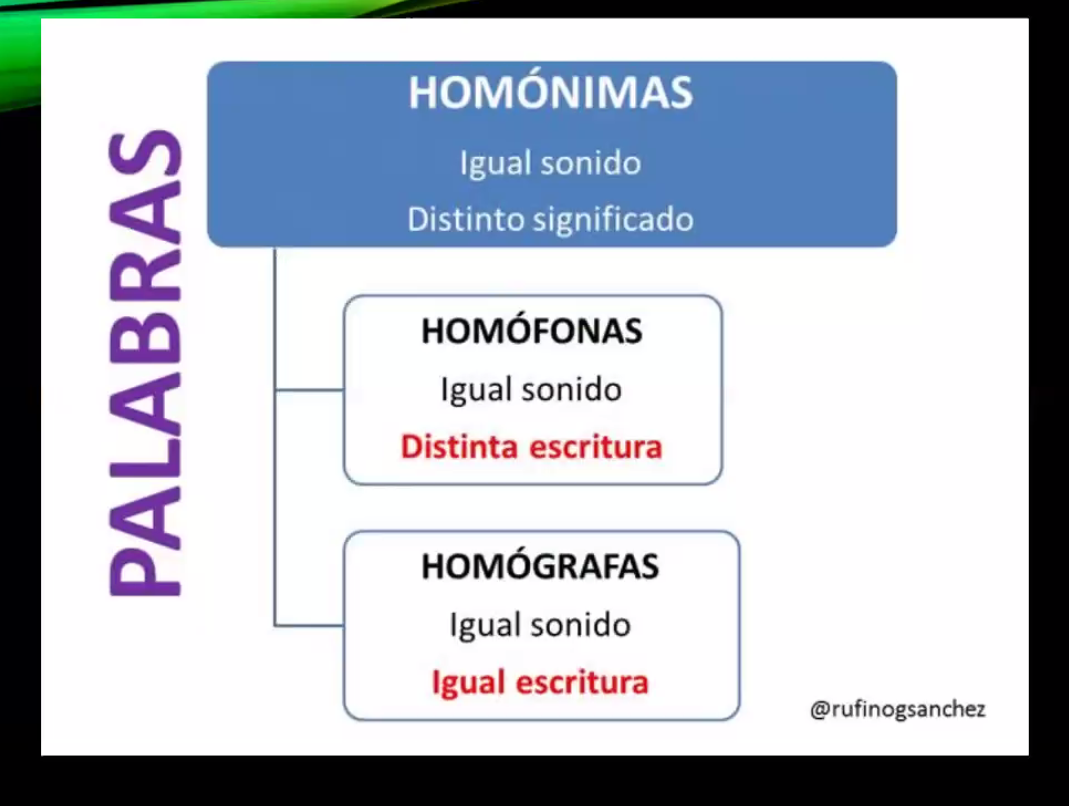 PALABRAS
HOMÓNIMAS
Igual sonido
Distinto significado
HOMÓFONAS
Igual sonido
Distinta escritura
HOMÓGRAFAS
Igual sonido
Igual escritura
@rufinogsanchez